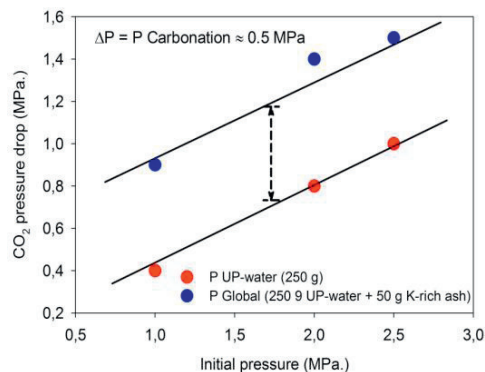 ΔP = P Carbonation ≈ 0.5 MPa
CO2 pressure drop (MPa.)
1,6
1,4
1,2
1,0
0,8
0,6
0,4
0,2
P UP-water (250 g)
P Global (250 9 UP-water + 50 g K-rich ash)
0,5 1,0 1,5 2,0 2,5 3,0
Initial pressure (MPa.)